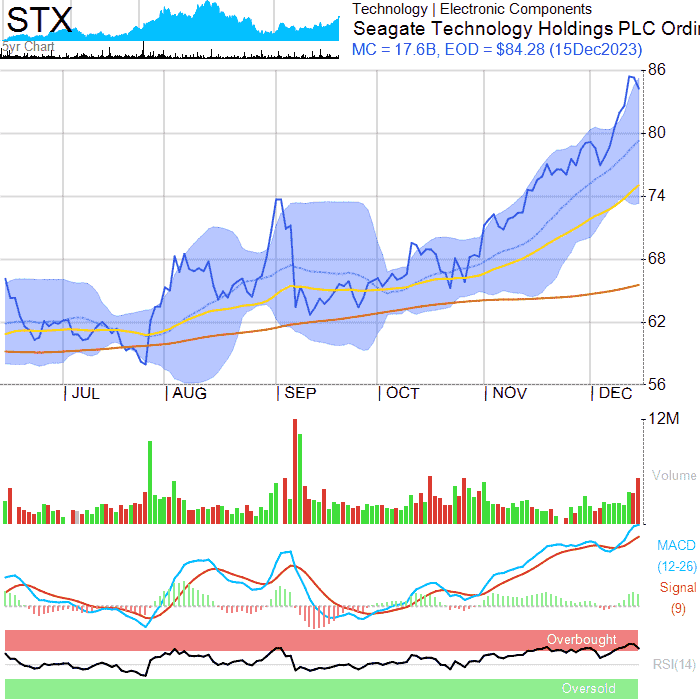 STX
5yr Chart
Technology | Electronic Components
Seagate Technology Holdings PLC Ordi
MC = 17.6B, EOD = $84.28 (15Dec2023)
86
80
74
68
62
56
JUL
AUG
SEP
OCT
NOV
DEC
12M
Volume
MACD
(12-26)
Signal
(9)
Overbought
RSI(14)
Oversold